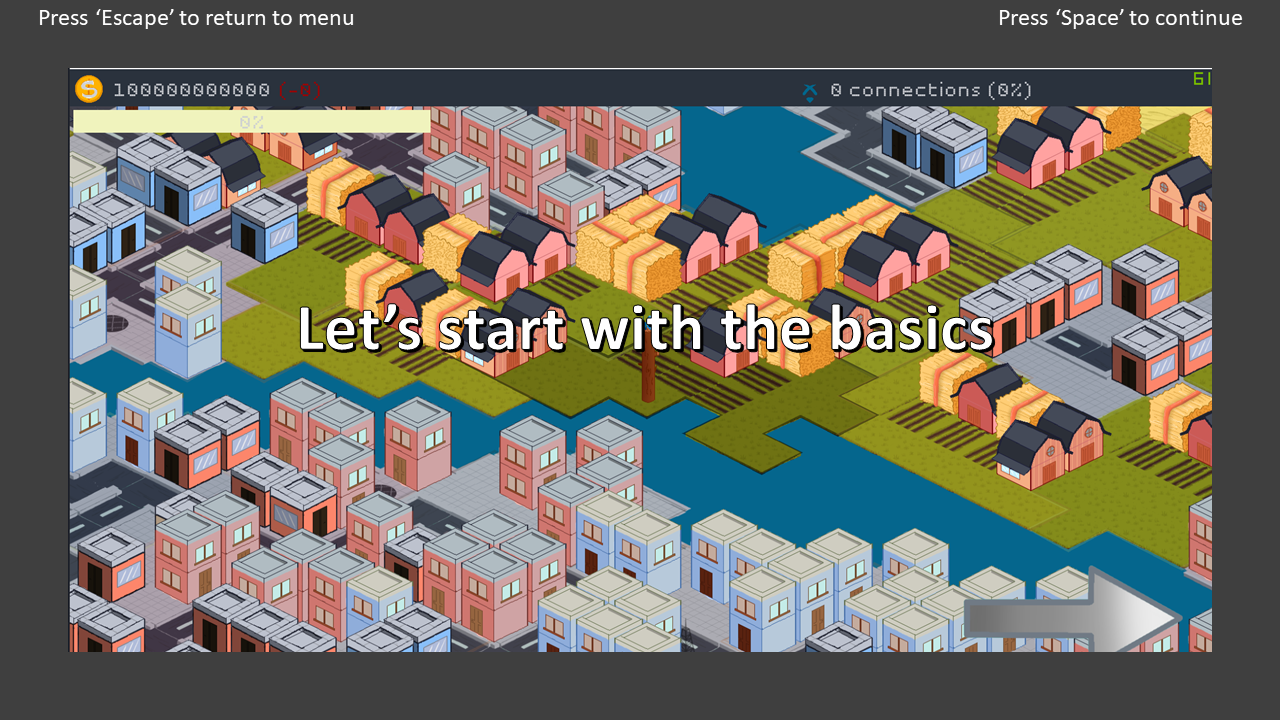 Press ‘Escape’ to return to menu
Press ‘Space’ to continue
100000000000 (-0)
0 connections (0%)
61
0%
Let’s start with the basics